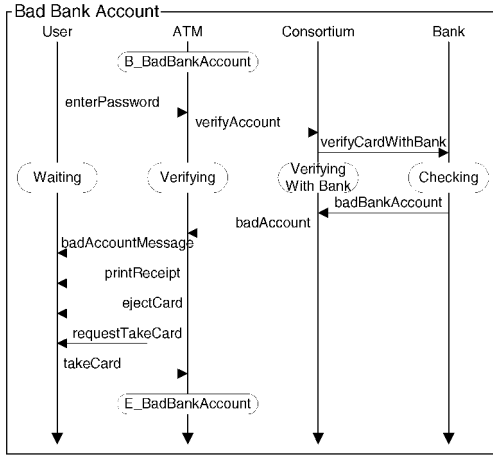 Bad Bank Account
User ATM Consortium Bank
B_BadBankAccount
enterPassword
verifyAccount
verifyCardWithBank
Waiting Verifying Verifying With Bank Checking
badBankAccount
badAccount
badAccountMessage
printReceipt
ejectCard
requestTakeCard
takeCard
E_BadBankAccount